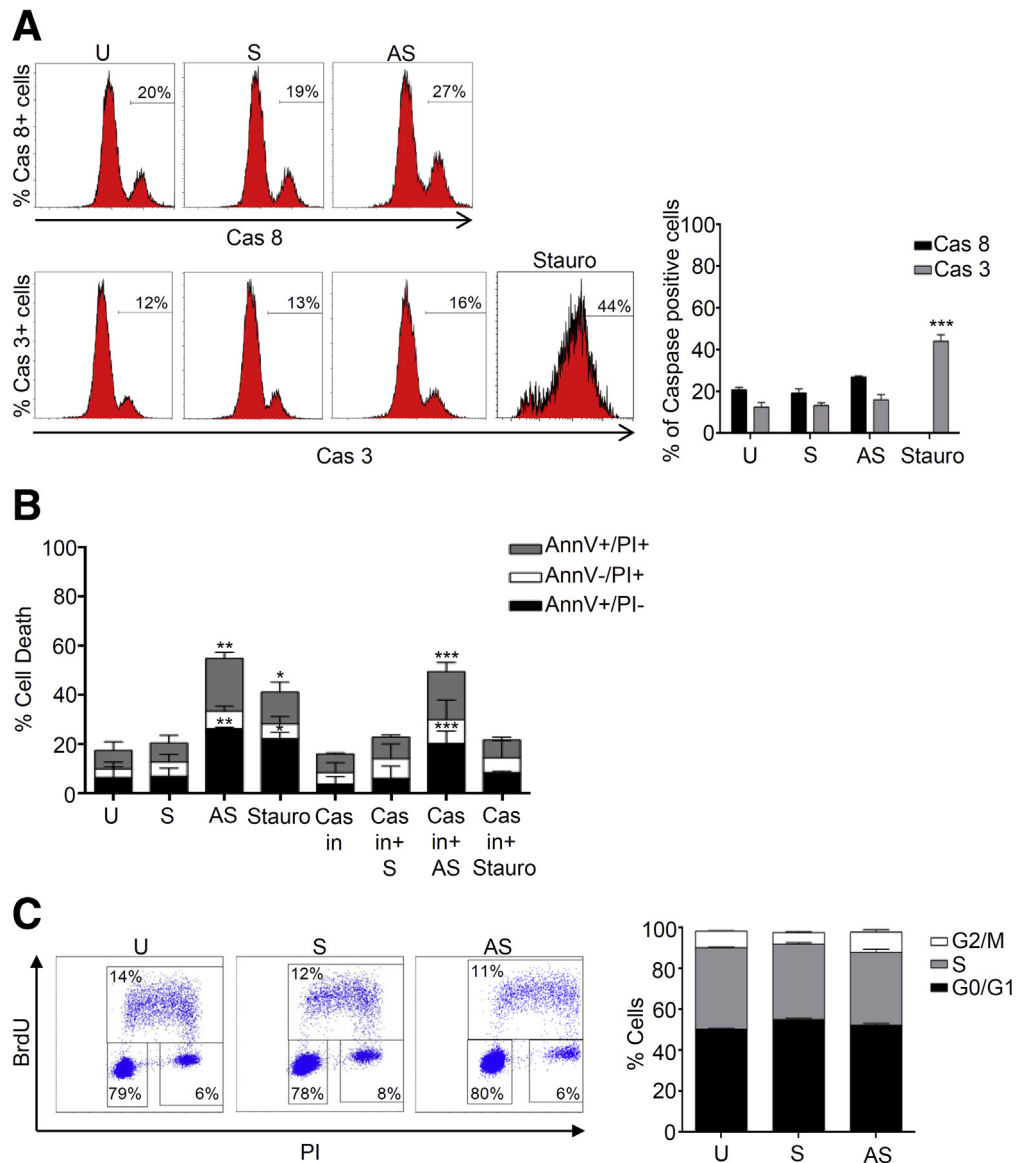 A
U S AS
% Cas 8+ cells
20% 19% 27%
Cas 8
Stauro
% Cas 3+ cells
12% 13% 16% 44%
Cas 3
% of Caspase positive cells
100
80
60
40
20
0
Cas 8
Cas 3
***
U S AS Stauro
B
% Cell Death
100
80
60
40
20
0
AnnV+/PI+
AnnV-/PI+
AnnV+/PI-
** * ***
** * ***
U S AS Stauro Cas Cas Cas Cas
in in+ in+ in+
S AS Stauro
C
U S AS
BrdU
14% 12% 11%
79% 6% 78% 8% 80% 6%
PI
% Cells
100
80
60
40
20
0
G2/M
S
G0/G1
U S AS